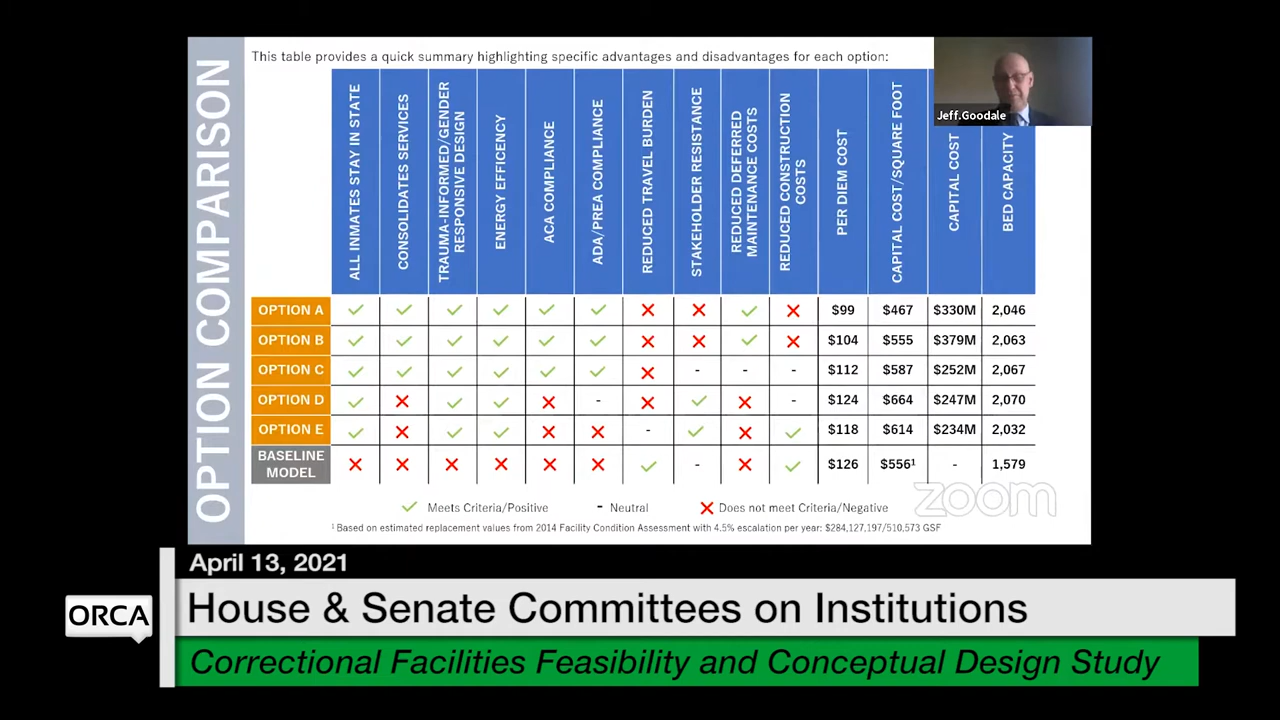 OPTION COMPARISON
This table provides a quick summary highlighting specific advantages and disadvantages for each option:
Jeff.Goodale
ALL INMATES STAY IN STATE
CONSOLIDATES SERVICES
TRAUMA-INFORMED/GENDER
RESPONSIVE DESIGN
ENERGY EFFICENCY
ACA COMPLIANCE
ADA/PREA COMPLIANCE
REDUCED TRAVEL BURDEN
STAKEHOLDER RESISTANCE
REDUCED DEFERRED
MAINTENANCE COSTS
REDUCED CONSTRUCTION
COSTS
PER DIEM COST
CAPITAL COST/SQUARE FOOT
CAPITAL COST
BED CAPACITY
OPTION A ✓ ✓ ✓ ✓ ✓ ✓ ✗ ✗ ✓ ✗ $99 $467 $330M 2,046
OPTION B ✓ ✓ ✓ ✓ ✓ ✓ ✗ ✗ ✓ ✗ $104 $555 $379M 2,063
OPTION C ✓ ✓ ✓ ✓ ✓ ✓ ✗ - - - $112 $587 $252M 2,067
OPTION D ✓ ✗ ✓ ✓ ✗ - ✗ ✓ ✗ - $124 $664 $247M 2,070
OPTION E ✓ ✗ ✓ ✓ ✗ ✗ - ✓ ✗ ✓ $118 $614 $234M 2,032
BASELINE
MODEL ✗ ✗ ✗ ✗ ✗ ✗ ✓ - ✗ ✓ $126 $556¹ - 1,579
zoom
✓ Meets Criteria/Positive - Neutral ✗ Does not meet Criteria/Negative
¹ Based on estimated replacement values from 2014 Facility Condition Assessment with 4.5% escalation per year: $284,127,197/510,573 GSF
April 13, 2021
ORCA
House & Senate Committees on Institutions
Correctional Facilities Feasibility and Conceptual Design Study